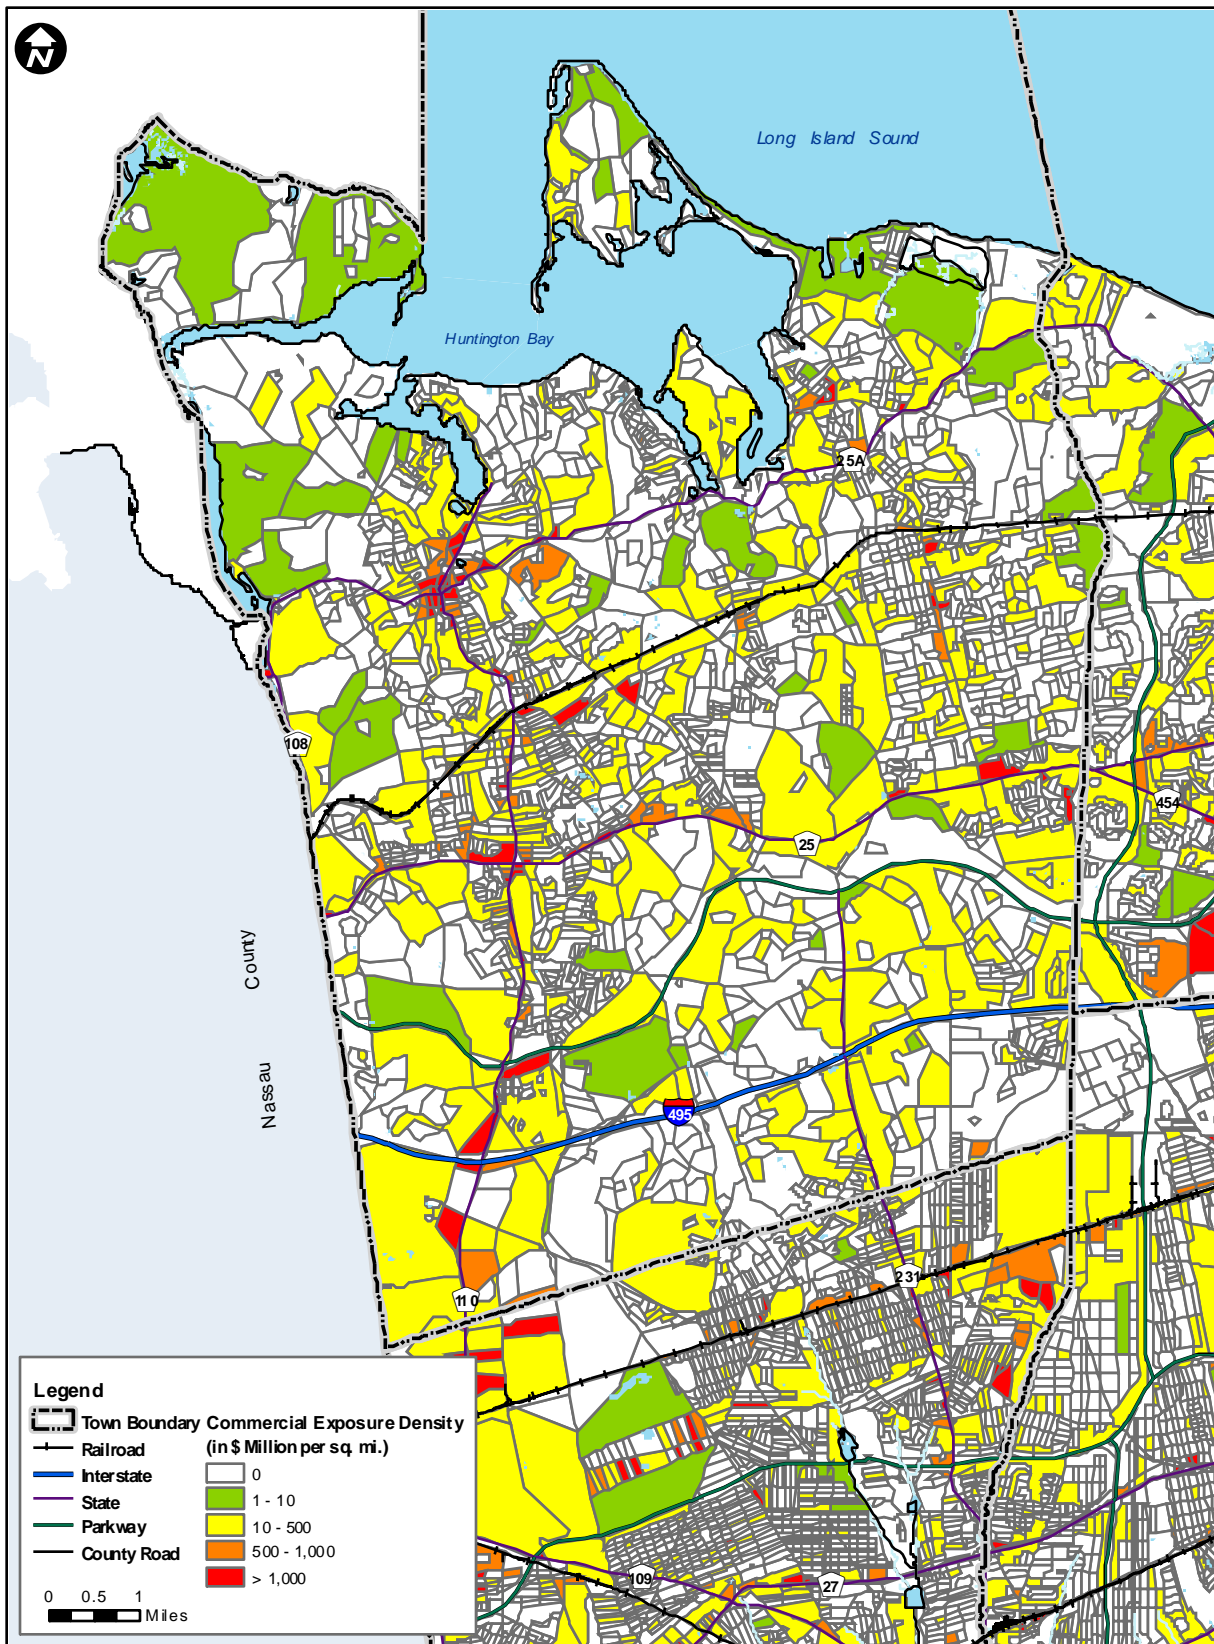 N
Long Island Sound
Huntington Bay
25A
108
454
25
Nassau County
495
231
110
109
27
Legend
Town Boundary
Railroad
Interstate
State
Parkway
County Road
0 0.5 1
Miles
Commercial Exposure Density
(in $ Million per sq. mi.)
0
1 - 10
10 - 500
500 - 1,000
> 1,000